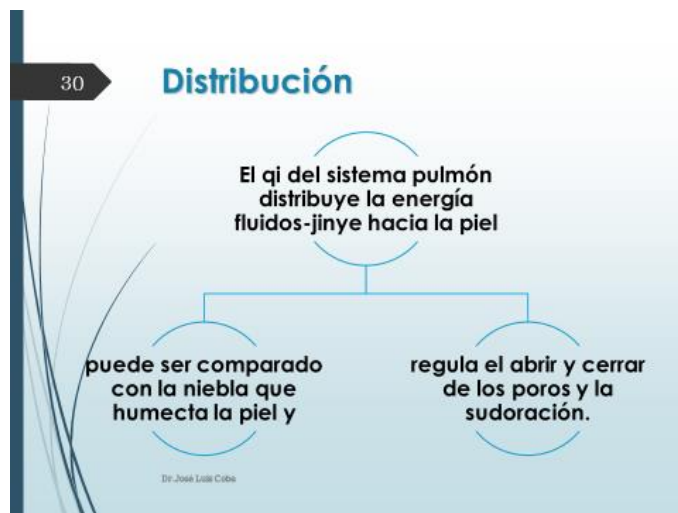 30
Distribución
El qi del sistema pulmón
distribuye la energía
fluidos-jinye hacia la piel
puede ser comparado
con la niebla que
humecta la piel y
regula el abrir y cerrar
de los poros y la
sudoración.
Dr José Luis Coba